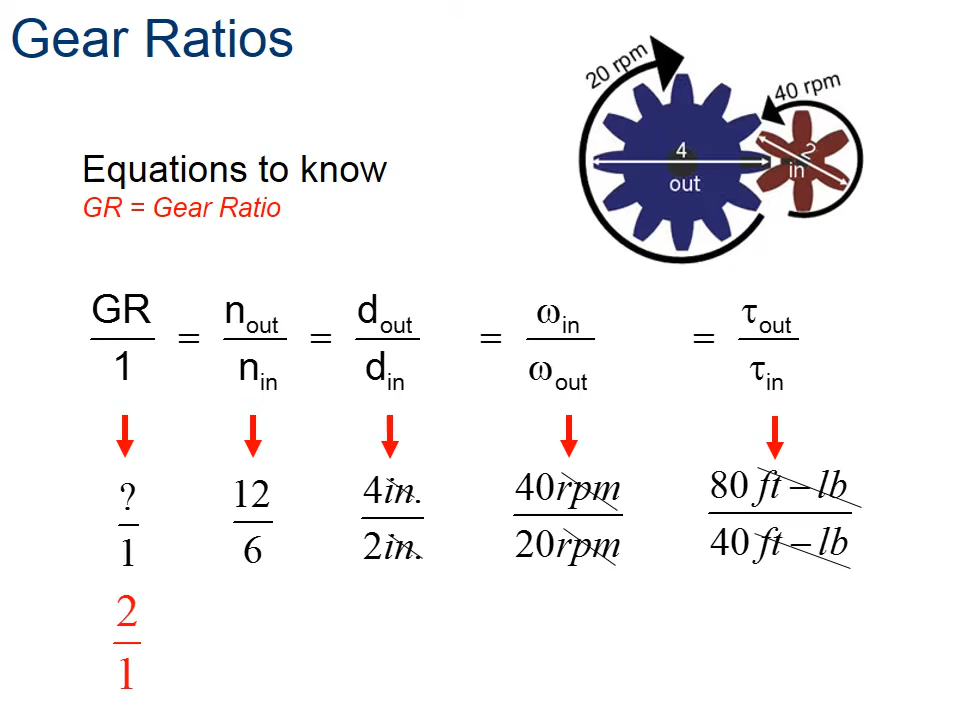 Gear Ratios
20 rpm
40 rpm
4
out
2
in
Equations to know
GR = Gear Ratio
GR/1 = n_out/n_in = d_out/d_in = ω_in/ω_out = τ_out/τ_in
?/1 12/6 4in./2in. 40rpm/20rpm 80 ft–lb/40 ft–lb
2/1